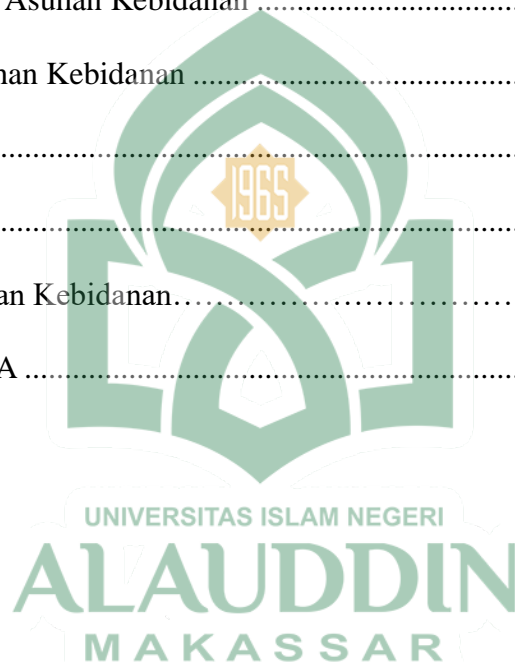 Asuhan Kebidanan ........................................
nan Kebidanan ................................................
..........................................................................
1965
..........................................................................
an Kebidanan……………………………………
A .......................................................................
UNIVERSITAS ISLAM NEGERI
ALAUDDIN
MAKASSAR